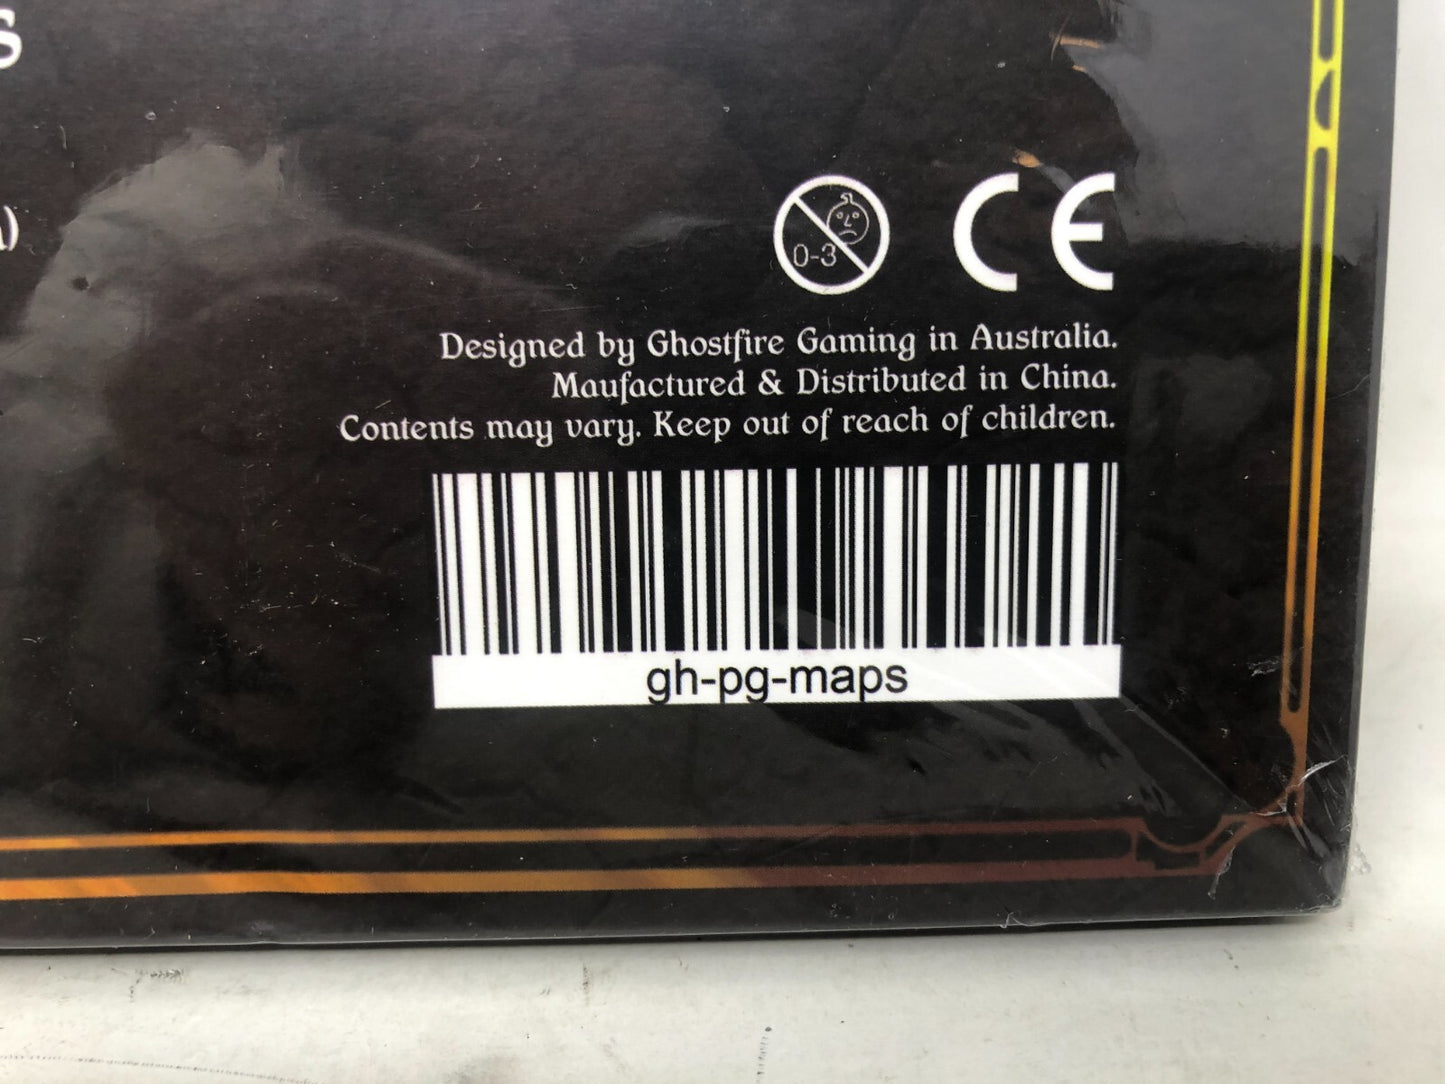 0-3 CE
Designed by Ghostfire Gaming in Australia.
Maufactured & Distributed in China.
Contents may vary. Keep out of reach of children.
gh-pg-maps